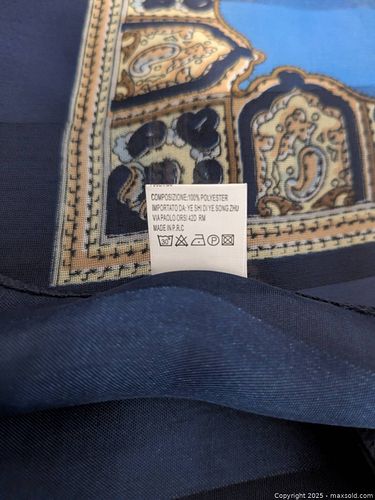 COMPOSIZIONE:100% POLYESTER
IMPORTATO DA: YE SHI DI YE SONG ZHU
VIA PAOLO ORSI 42D RM
MADE IN P.R.C
30 P
Copyright © 2025 - maxsold.com